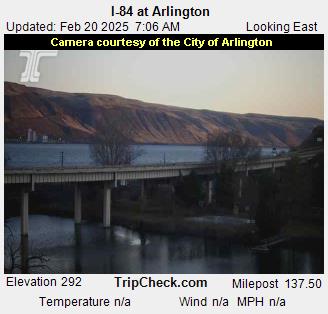 I-84 at Arlington
Updated: Feb 20 2025 7:06 AM Looking East
Camera courtesy of the City of Arlington
Elevation 292 TripCheck.com Milepost 137.50
Temperature n/a Wind n/a MPH n/a